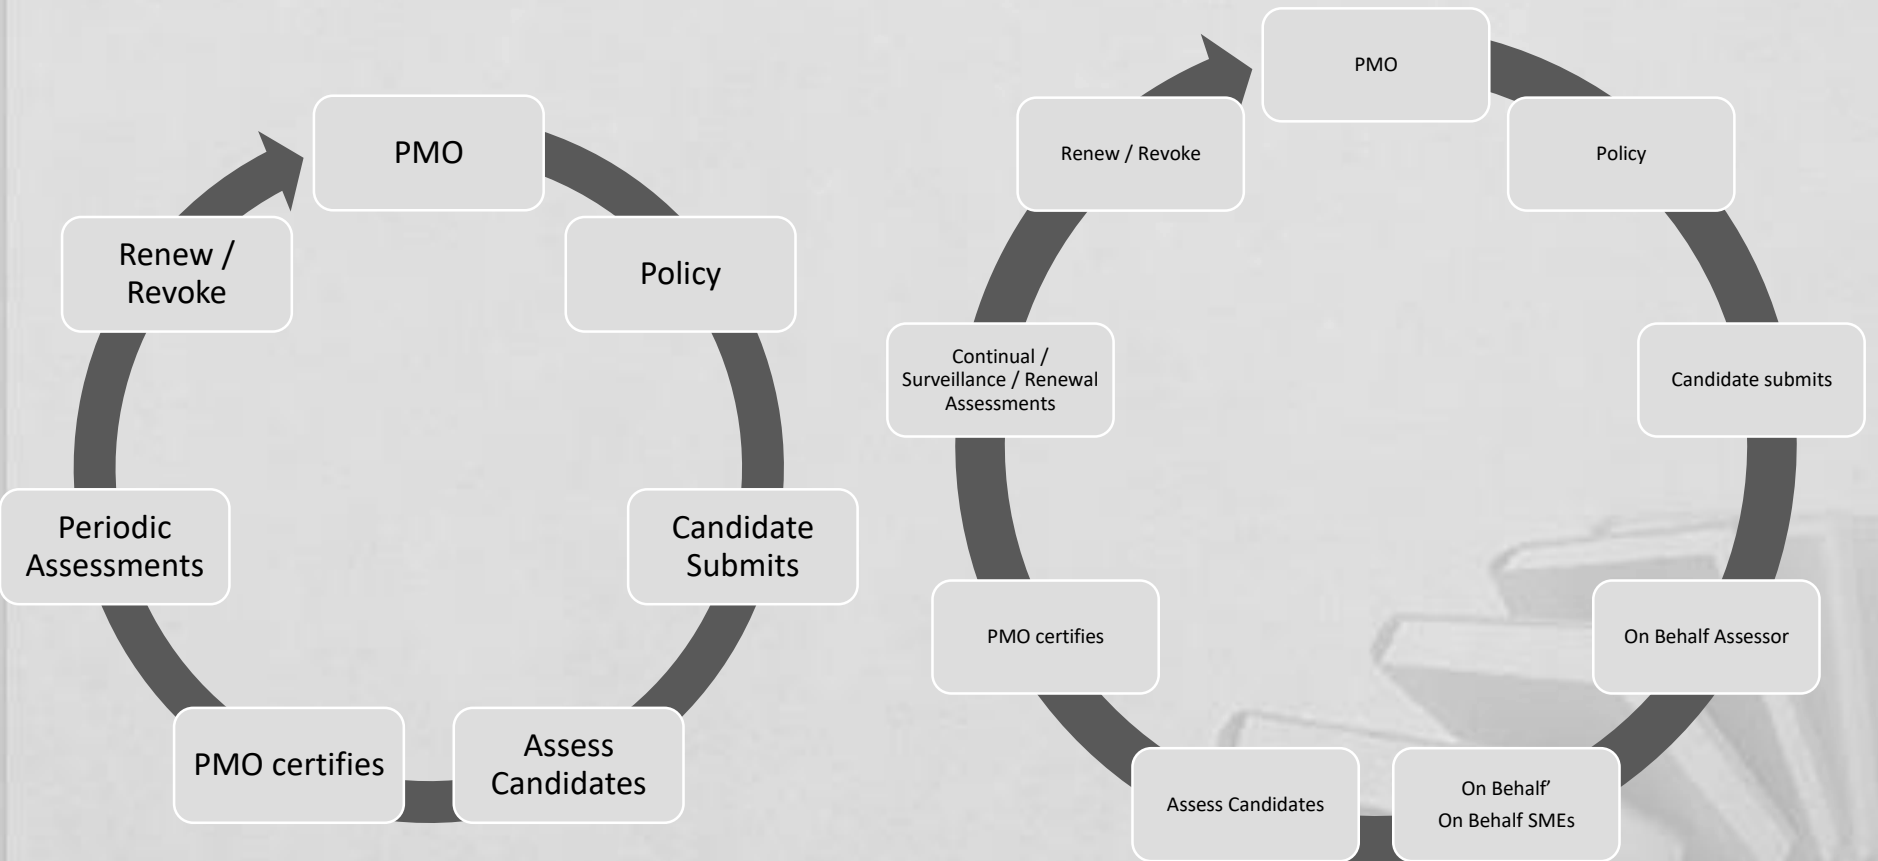 PMO
Policy
Candidate
Submits
Assess
Candidates
PMO certifies
Periodic
Assessments
Renew /
Revoke
PMO
Policy
Candidate submits
On Behalf Assessor
On Behalf’
On Behalf SMEs
Assess Candidates
PMO certifies
Continual /
Surveillance / Renewal
Assessments
Renew / Revoke